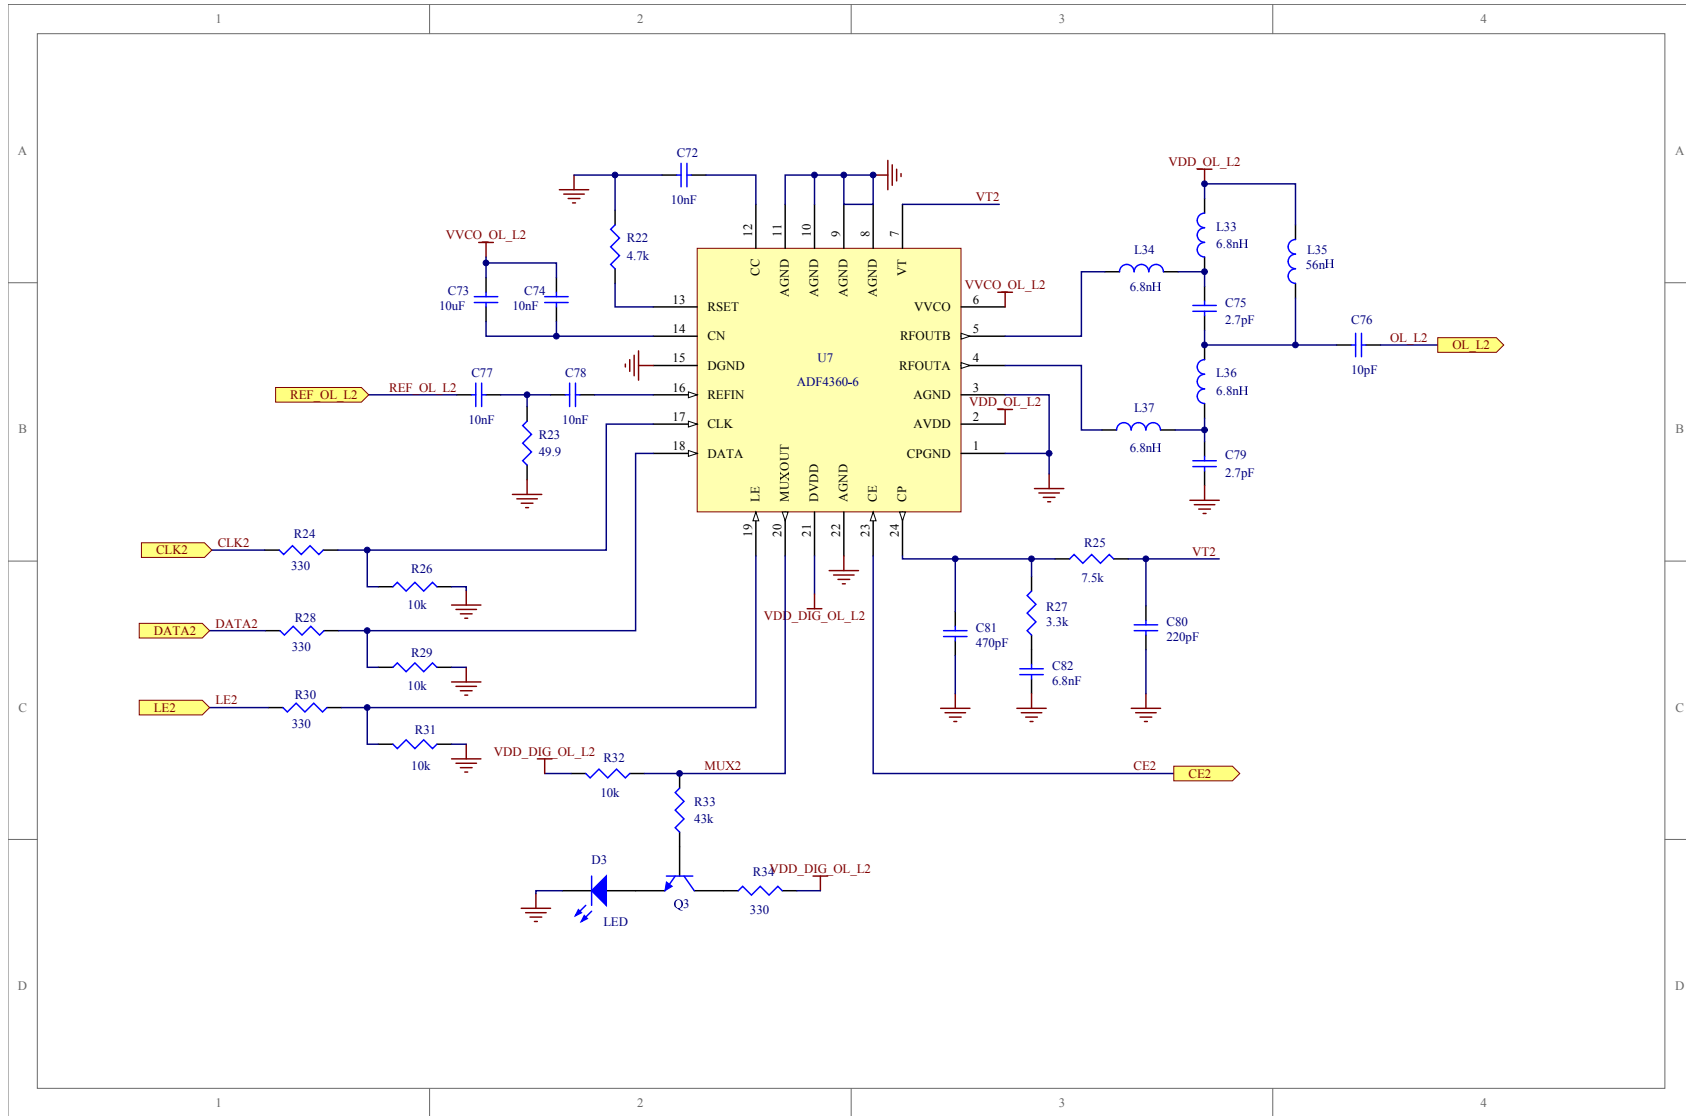 1 2 3 4
A A
C72
10nF
VDD_OL_L2
VT2
VVCO_OL_L2
R22
4.7k
12 11 10 9 8 7
CC AGND AGND AGND AGND VT
L33
6.8nH
L34
6.8nH
L35
56nH
C73
10uF
C74
10nF
VVCO_OL_L2
13 RSET
VVCO 6
C75
2.7pF
14 CN
RFOUTB 5
C76
10pF
OL_L2
OL_L2
15 DGND
U7
ADF4360-6
RFOUTA 4
L36
6.8nH
REF_OL_L2
REF_OL_L2
C77
10nF
C78
10nF
16 REFIN
AGND 3
VDD_OL_L2
17 CLK
AVDD 2
L37
6.8nH
B B
R23
49.9
18 DATA
CPGND 1
C79
2.7pF
LE MUXOUT DVDD AGND CE CP
19 20 21 22 23 24
CLK2
CLK2
R24
330
R25
7.5k
VT2
R26
10k
VDD_DIG_OL_L2
R27
3.3k
C81
470pF
C80
220pF
DATA2
DATA2
R28
330
R29
10k
C82
6.8nF
LE2
LE2
R30
330
C C
R31
10k
VDD_DIG_OL_L2
R32
10k
MUX2
CE2
CE2
R33
43k
D3
LED
Q3
R34
330
VDD_DIG_OL_L2
D D
1 2 3 4